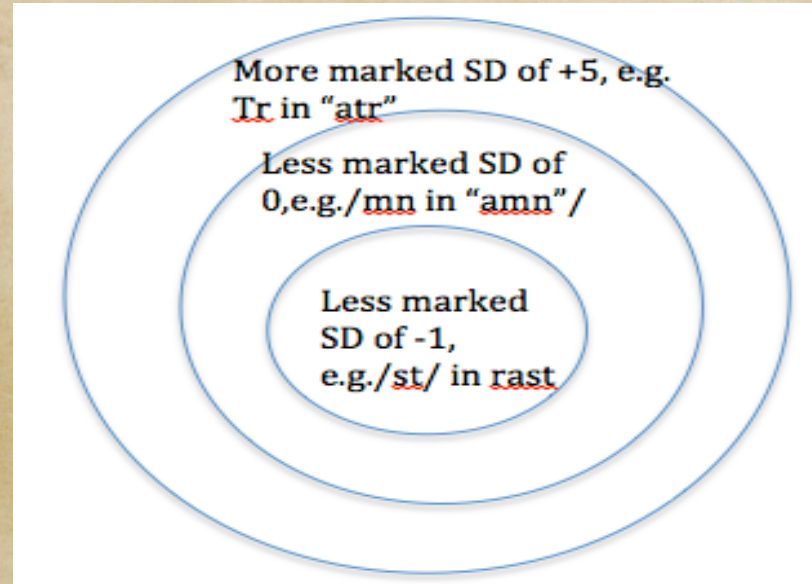 More marked SD of +5, e.g.
Tr in “atr”
Less marked SD of
0,e.g./mn in “amn”/
Less marked
SD of -1,
e.g./st/ in rast